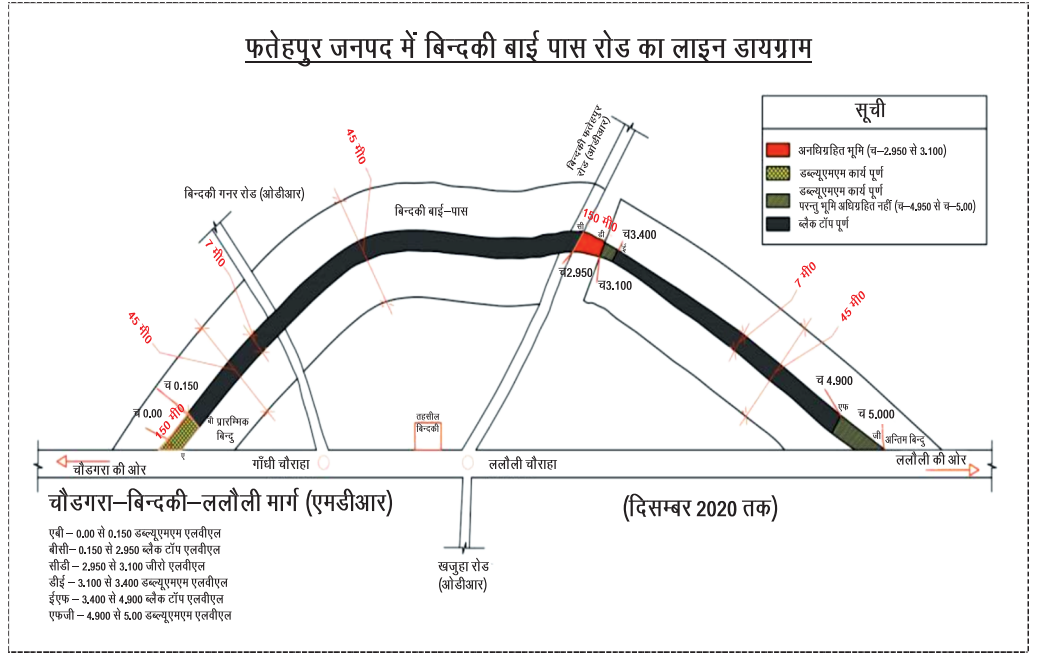 फतेहपुर जनपद में बिन्दकी बाई पास रोड का लाइन डायग्राम
सूची
अनधिग्रहित भूमि (च–2.950 से 3.100)
डब्ल्यूएमएम कार्य पूर्ण
डब्ल्यूएमएम कार्य पूर्ण
परन्तु भूमि अधिग्रहित नहीं (च–4.950 से च–5.00)
ब्लैक टॉप पूर्ण
बिन्दकी फतेहपुर
रोड (ओडीआर)
45 मी0
बिन्दकी गनर रोड (ओडीआर)
बिन्दकी बाई–पास
150 मी0
सी
डी
ई
च3.400
च2.950
च3.100
7 मी0
7 मी0
45 मी0
45 मी0
च 0.150
च 0.00
150 मी0
बी
प्रारम्भिक
बिन्दु
ए
च 4.900
एफ
च 5.000
जी
अन्तिम बिन्दु
तहसील
बिन्दकी
चौडगरा की ओर
गाँधी चौराहा
ललौली चौराहा
ललौली की ओर
चौडगरा–बिन्दकी–ललौली मार्ग (एमडीआर)
(दिसम्बर 2020 तक)
खजुहा रोड
(ओडीआर)
एबी – 0.00 से 0.150 डब्ल्यूएमएम एलवीएल
बीसी– 0.150 से 2.950 ब्लैक टॉप एलवीएल
सीडी – 2.950 से 3.100 जीरो एलवीएल
डीई – 3.100 से 3.400 डब्ल्यूएमएम एलवीएल
ईएफ – 3.400 से 4.900 ब्लैक टॉप एलवीएल
एफजी – 4.900 से 5.00 डब्ल्यूएमएम एलवीएल